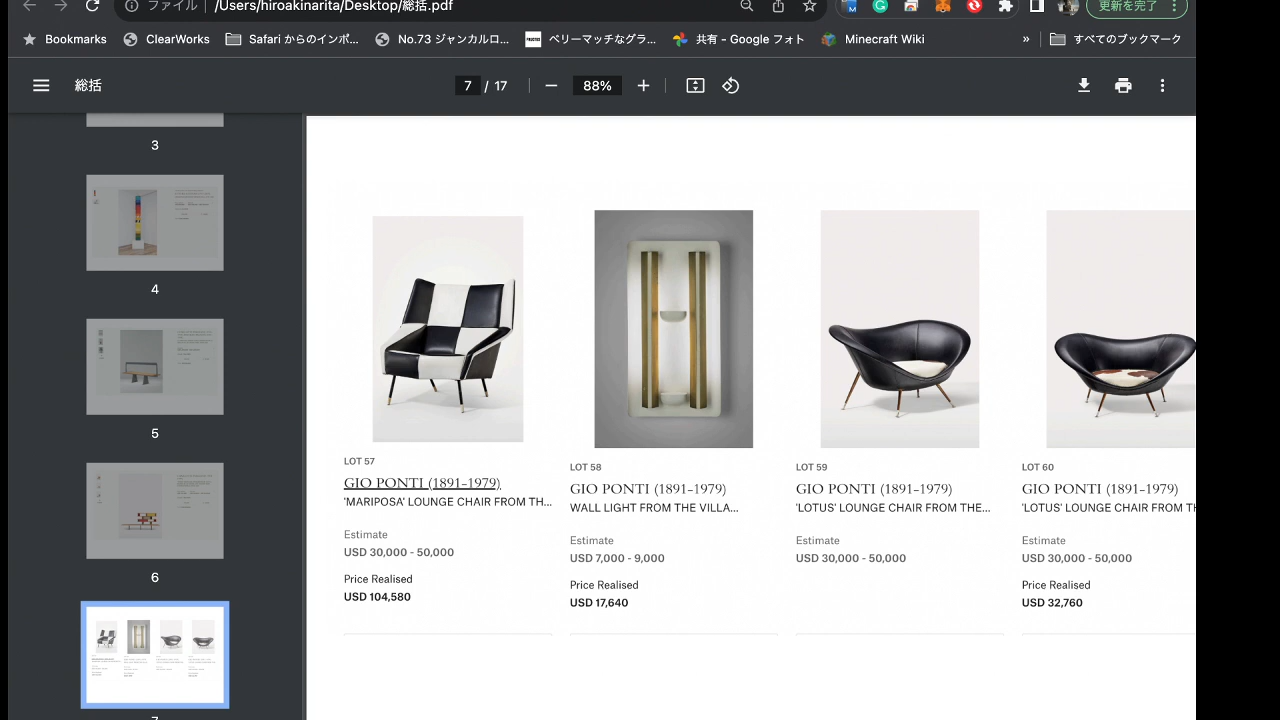 ファイル /Users/hiroakinarita/Desktop/総括.pdf 更新を完了
Bookmarks ClearWorks Safari からのインポ... No.73 ジャンカルロ... ベリーマッチなグラ... 共有 - Google フォト Minecraft Wiki » すべてのブックマーク
総括 7 / 17 88%
3
4
5
6
7
LOT 57
GIO PONTI (1891-1979)
'MARIPOSA' LOUNGE CHAIR FROM TH...
Estimate
USD 30,000 - 50,000
Price Realised
USD 104,580
LOT 58
GIO PONTI (1891-1979)
WALL LIGHT FROM THE VILLA...
Estimate
USD 7,000 - 9,000
Price Realised
USD 17,640
LOT 59
GIO PONTI (1891-1979)
'LOTUS' LOUNGE CHAIR FROM THE...
Estimate
USD 30,000 - 50,000
LOT 60
GIO PONTI (1891-1979)
'LOTUS' LOUNGE CHAIR FROM T
Estimate
USD 30,000 - 50,000
Price Realised
USD 32,760